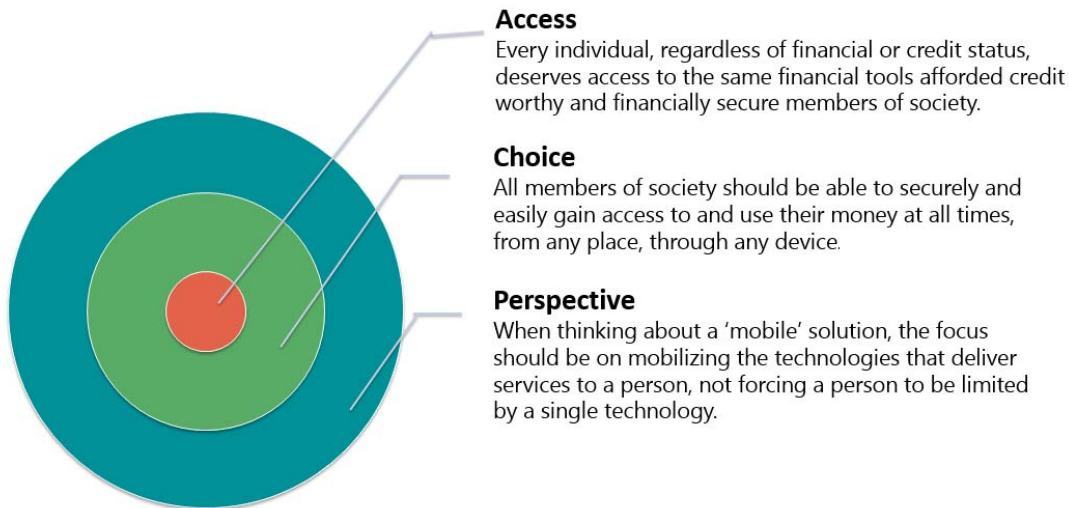 Access
Every individual, regardless of financial or credit status,
deserves access to the same financial tools afforded credit
worthy and financially secure members of society.
Choice
All members of society should be able to securely and
easily gain access to and use their money at all times,
from any place, through any device.
Perspective
When thinking about a ‘mobile’ solution, the focus
should be on mobilizing the technologies that deliver
services to a person, not forcing a person to be limited
by a single technology.